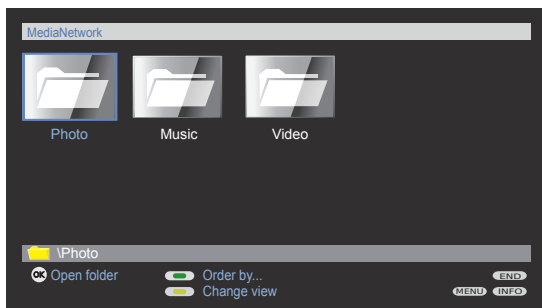 MediaNetwork
Photo Music Video
\Photo
OK Open folder Order by... END
Change view MENU INFO